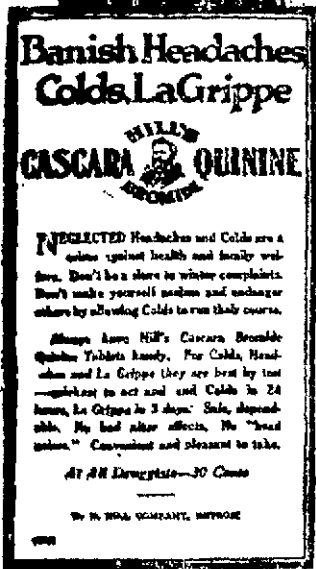 Banish Headaches
Colds, La Grippe
HILL'S
CASCARA QUININE
BROMIDE
NEGLECTED Headaches and Colds are a
crime against health and family wel-
fare. Don't be a slave to winter complaints.
Don't make yourself useless and endanger
others by allowing Colds to run their course.
Always have Hill's Cascara Bromide
Quinine Tablets handy. For Colds, Head-
aches and La Grippe they are best by test
—quickest to act and end Colds in 24
hours, La Grippe in 3 days. Safe, depend-
able. No bad after effects. No "head
noises." Convenient and pleasant to take.
At All Druggists—30 Cents
W. H. HILL COMPANY, DETROIT